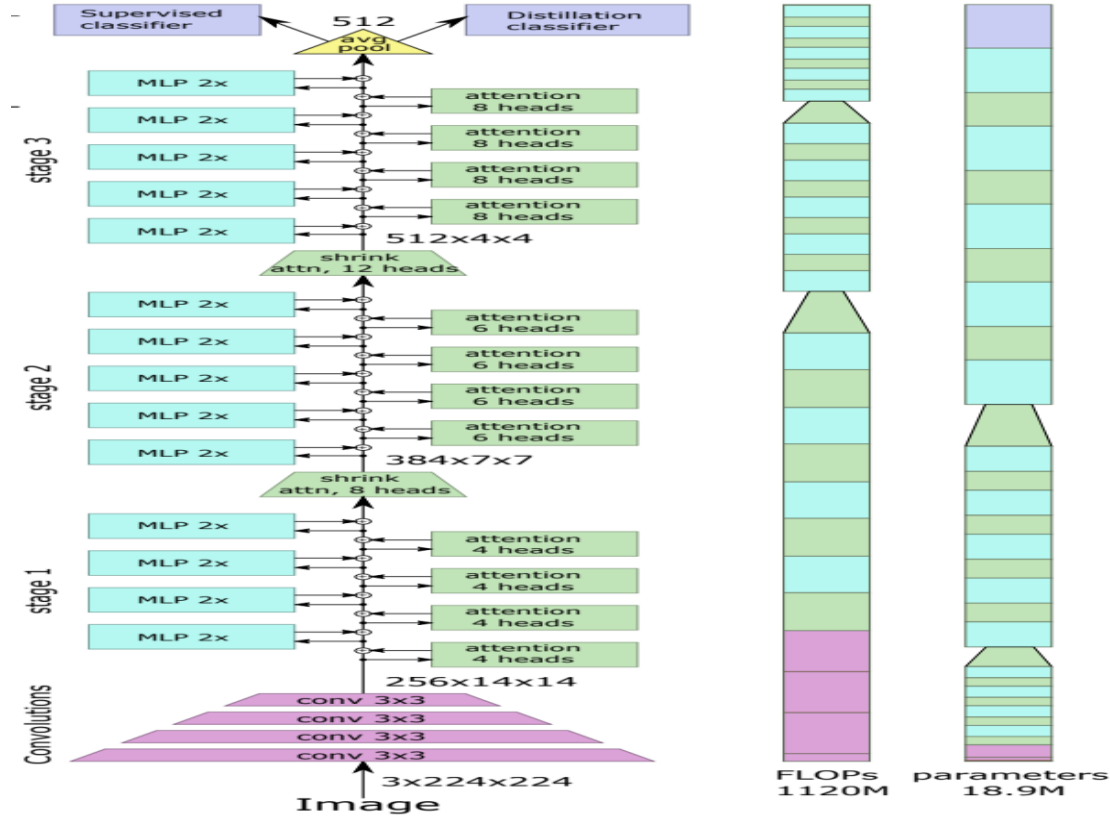 512
Supervised
classifier
Distillation
classifier
avg
pool
MLP 2x
attention
8 heads
MLP 2x
attention
8 heads
MLP 2x
attention
8 heads
MLP 2x
attention
8 heads
MLP 2x
stage 3
512x4x4
shrink
attn, 12 heads
MLP 2x
attention
6 heads
MLP 2x
attention
6 heads
MLP 2x
attention
6 heads
MLP 2x
attention
6 heads
MLP 2x
stage 2
384x7x7
shrink
attn, 8 heads
MLP 2x
attention
4 heads
MLP 2x
attention
4 heads
MLP 2x
attention
4 heads
MLP 2x
attention
4 heads
stage 1
256x14x14
Convolutions
conv 3x3
conv 3x3
conv 3x3
conv 3x3
3x224x224
Image
FLOPs
1120M
parameters
18.9M